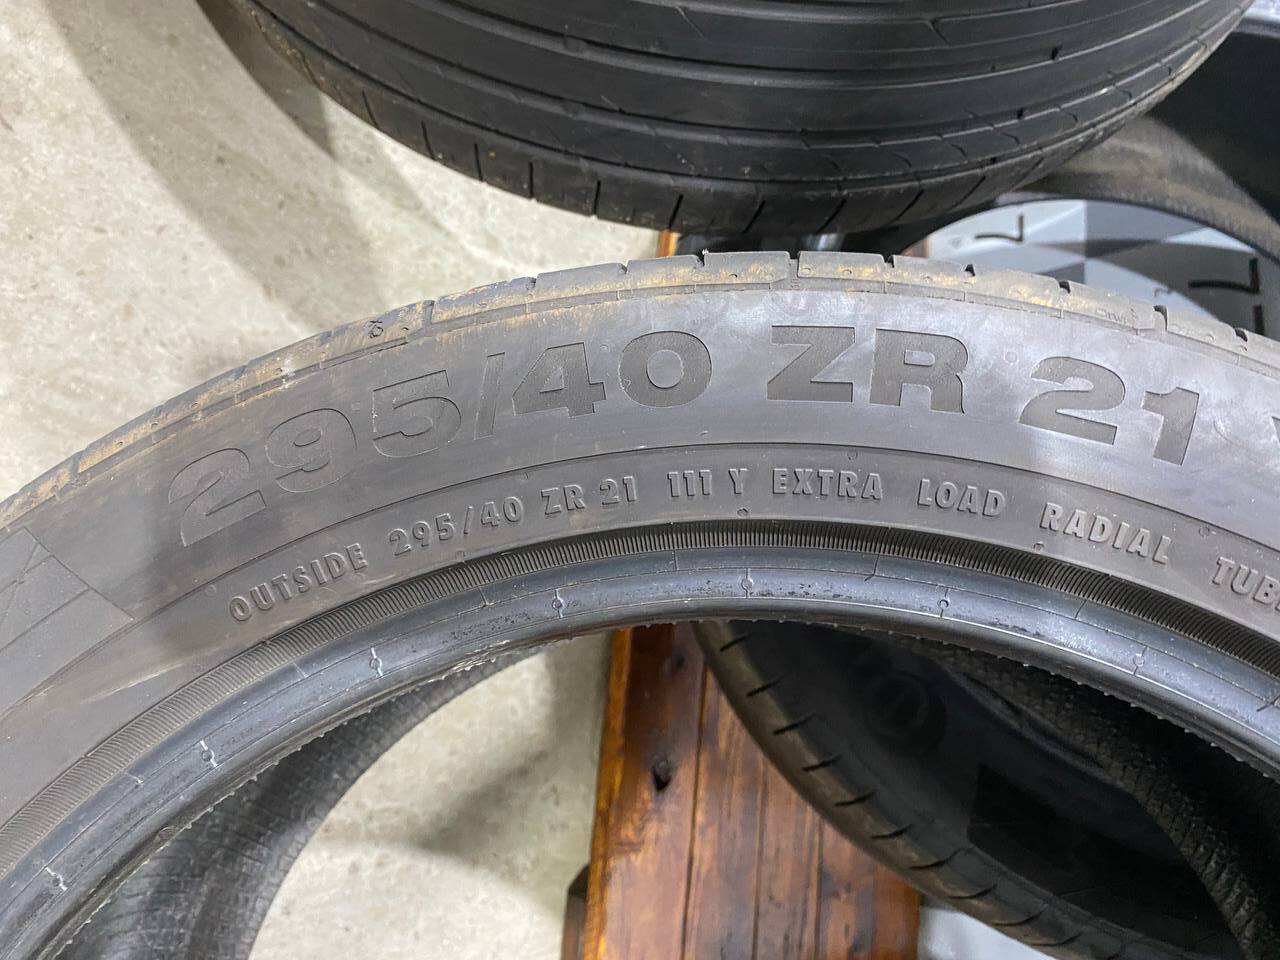 295/40 ZR 21
OUTSIDE 295/40 ZR 21 111 Y EXTRA LOAD RADIAL